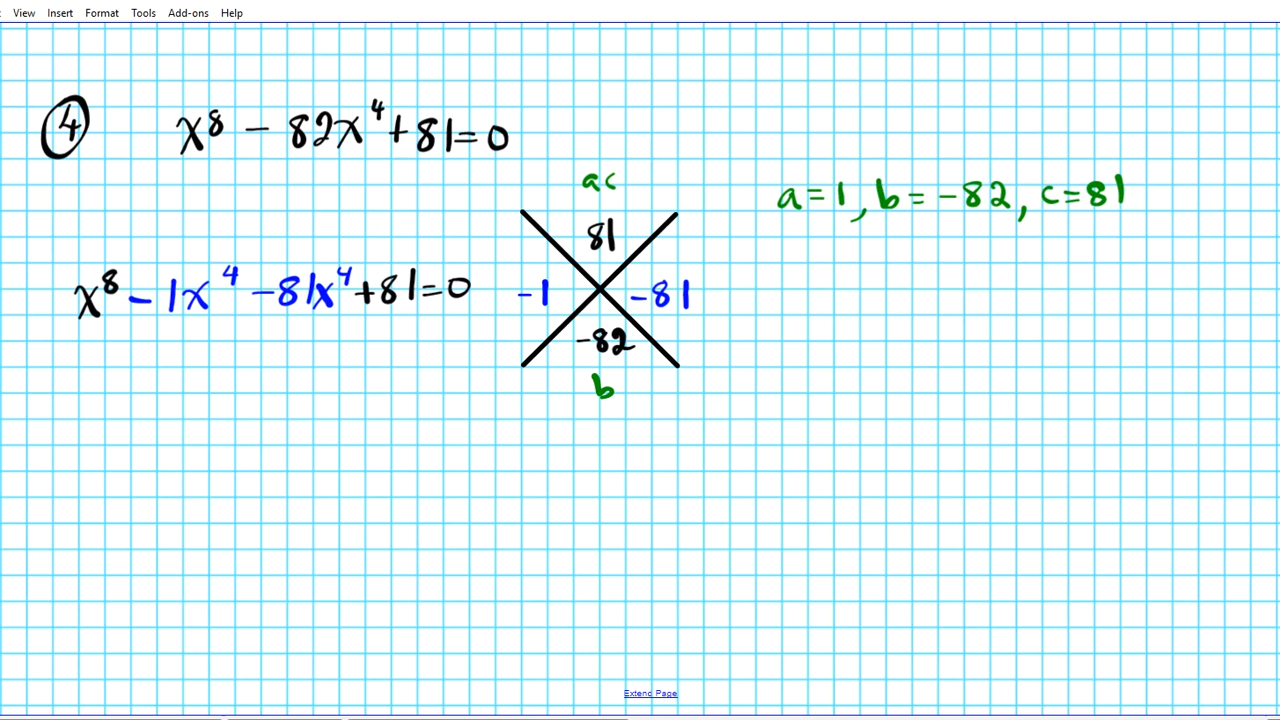 View Insert Format Tools Add-ons Help
④ x⁸ − 82x⁴ + 81 = 0
ac
a = 1, b = −82, c = 81
81
x⁸ − 1x⁴ − 81x⁴ + 81 = 0
−1 −81
−82
b
Extend Page